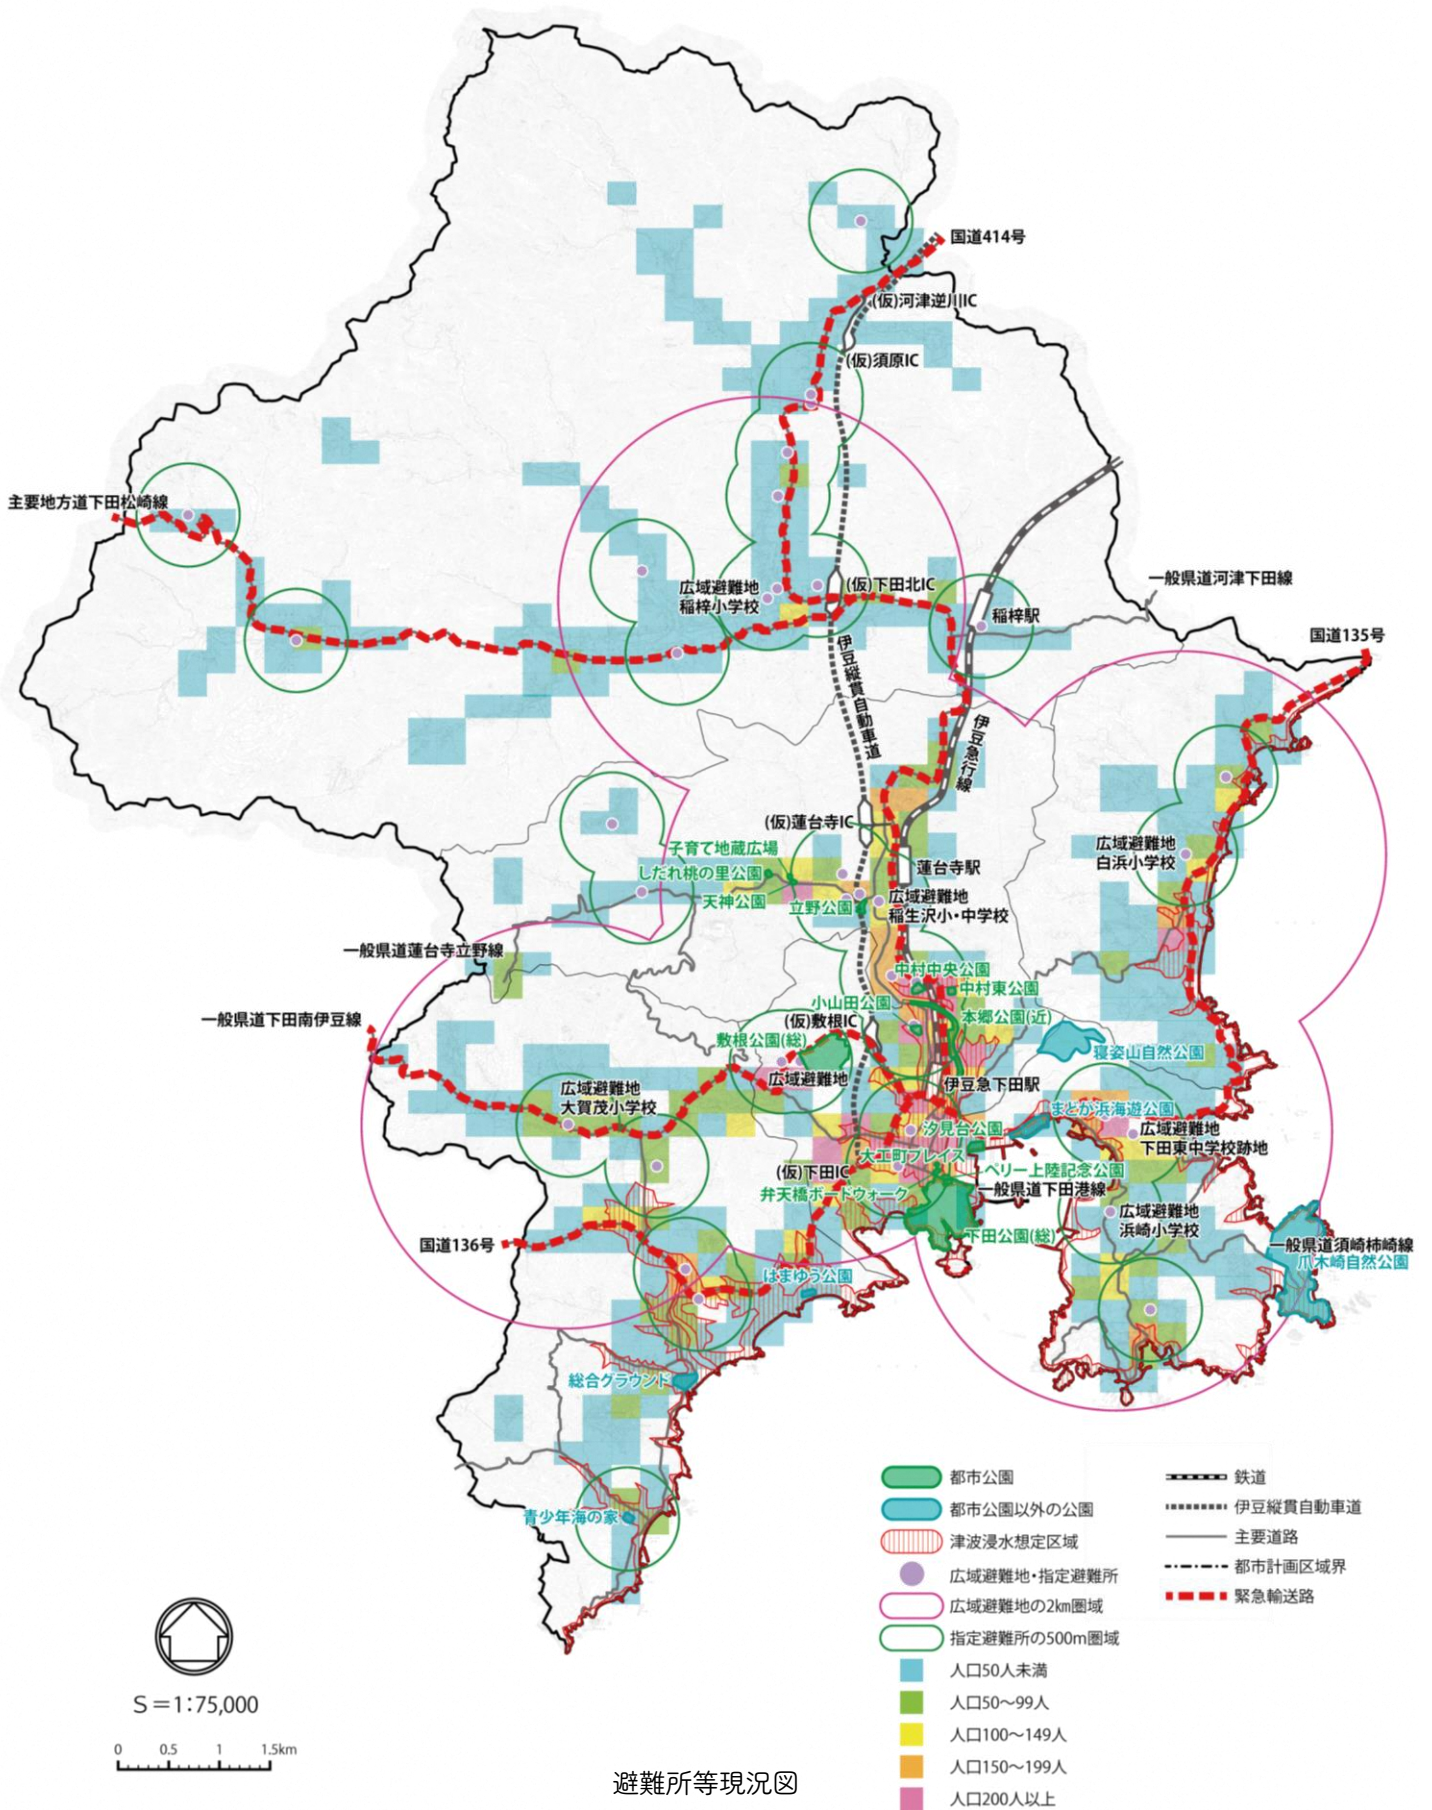 国道414号
(仮)河津逆川IC
(仮)須原IC
主要地方道下田松崎線
広域避難地
稲梓小学校
(仮)下田北IC
稲梓駅
一般県道河津下田線
国道135号
伊豆縦貫自動車道
伊豆急行線
(仮)蓮台寺IC
子育て地蔵広場
しだれ桃の里公園
天神公園
立野公園
蓮台寺駅
広域避難地
稲生沢小・中学校
広域避難地
白浜小学校
一般県道蓮台寺立野線
中村中央公園
中村東公園
小山田公園
本郷公園(近)
一般県道下田南伊豆線
(仮)敷根IC
敷根公園(総)
広域避難地
寝姿山自然公園
伊豆急下田駅
広域避難地
大賀茂小学校
まどか浜海遊公園
汐見台公園
広域避難地
下田東中学校跡地
大工町プレイス
(仮)下田IC
ペリー上陸記念公園
弁天橋ボードウォーク
一般県道下田港線
下田公園(総)
広域避難地
浜崎小学校
国道136号
はまゆう公園
一般県道須崎柿崎線
爪木崎自然公園
総合グラウンド
青少年海の家
都市公園
都市公園以外の公園
津波浸水想定区域
広域避難地・指定避難所
広域避難地の2km圏域
指定避難所の500m圏域
人口50人未満
人口50〜99人
人口100〜149人
人口150〜199人
人口200人以上
鉄道
伊豆縦貫自動車道
主要道路
都市計画区域界
緊急輸送路
S=1:75,000
0 0.5 1 1.5km
避難所等現況図